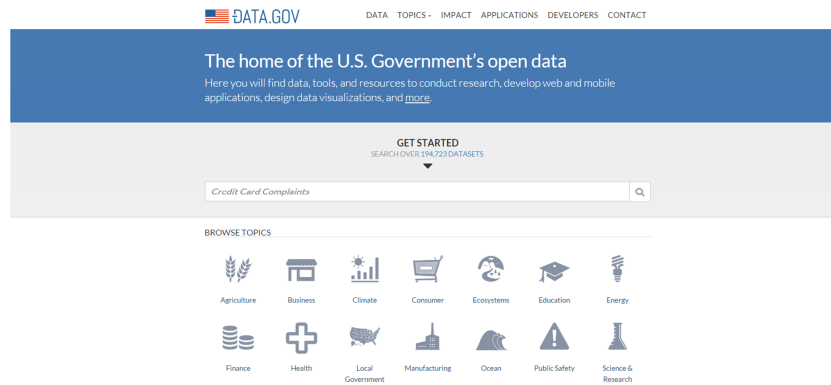 DATA.GOV
DATA TOPICS IMPACT APPLICATIONS DEVELOPERS CONTACT
The home of the U.S. Government's open data
Here you will find data, tools, and resources to conduct research, develop web and mobile
applications, design data visualizations, and more.
GET STARTED
SEARCH OVER 194,723 DATASETS
Credit Card Complaints
BROWSE TOPICS
Agriculture Business Climate Consumer Ecosystems Education Energy
Finance Health Local Government Manufacturing Ocean Public Safety Science & Research